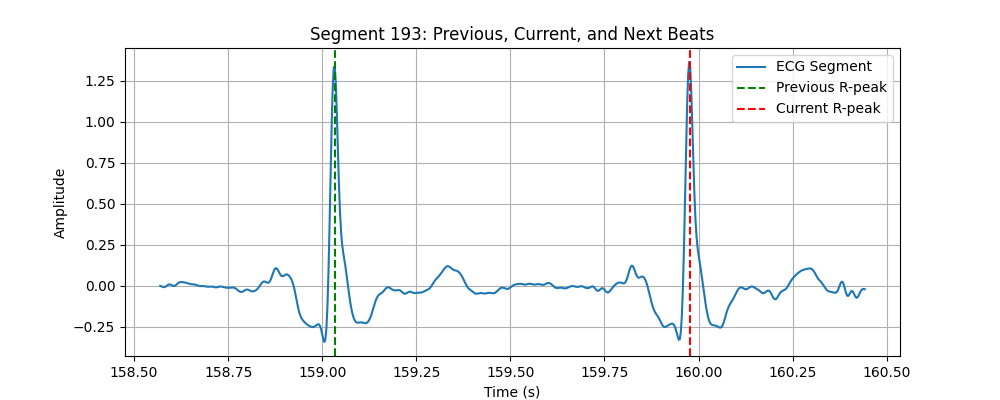 Segment 193: Previous, Current, and Next Beats
ECG Segment
Previous R-peak
Current R-peak
1.25
1.00
0.75
0.50
0.25
0.00
−0.25
Amplitude
158.50 158.75 159.00 159.25 159.50 159.75 160.00 160.25 160.50
Time (s)